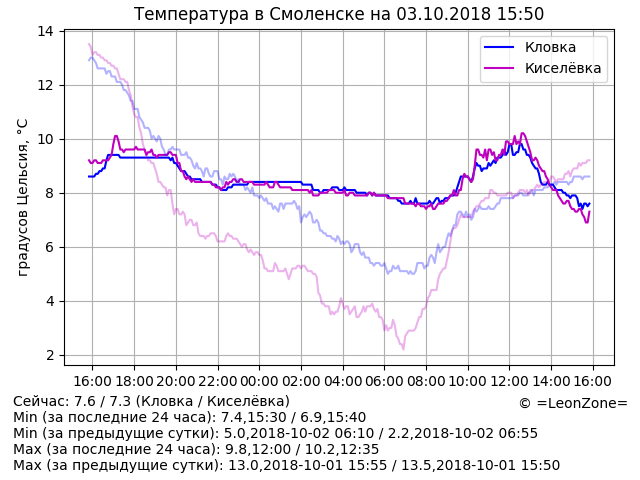 Температура в Смоленске на 03.10.2018 15:50
Кловка
Киселёвка
градусов Цельсия, °C
14
12
10
8
6
4
2
16:00 18:00 20:00 22:00 00:00 02:00 04:00 06:00 08:00 10:00 12:00 14:00 16:00
Сейчас: 7.6 / 7.3 (Кловка / Киселёвка)
© =LeonZone=
Min (за последние 24 часа): 7.4,15:30 / 6.9,15:40
Min (за предыдущие сутки): 5.0,2018-10-02 06:10 / 2.2,2018-10-02 06:55
Max (за последние 24 часа): 9.8,12:00 / 10.2,12:35
Max (за предыдущие сутки): 13.0,2018-10-01 15:55 / 13.5,2018-10-01 15:50